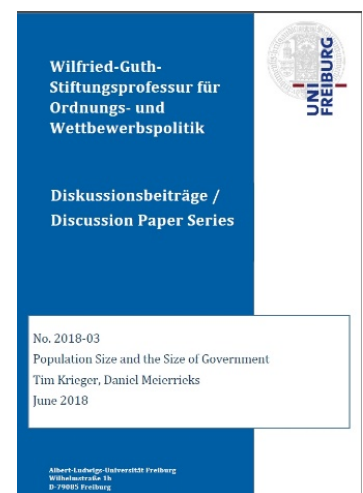 Wilfried-Guth-
Stiftungsprofessur für
Ordnungs- und
Wettbewerbspolitik
UNI
FREIBURG
Diskussionsbeiträge /
Discussion Paper Series
No. 2018-03
Population Size and the Size of Government
Tim Krieger, Daniel Meierrieks
June 2018
Albert-Ludwigs-Universität Freiburg
Wilhelmstraße 1b
D-79085 Freiburg